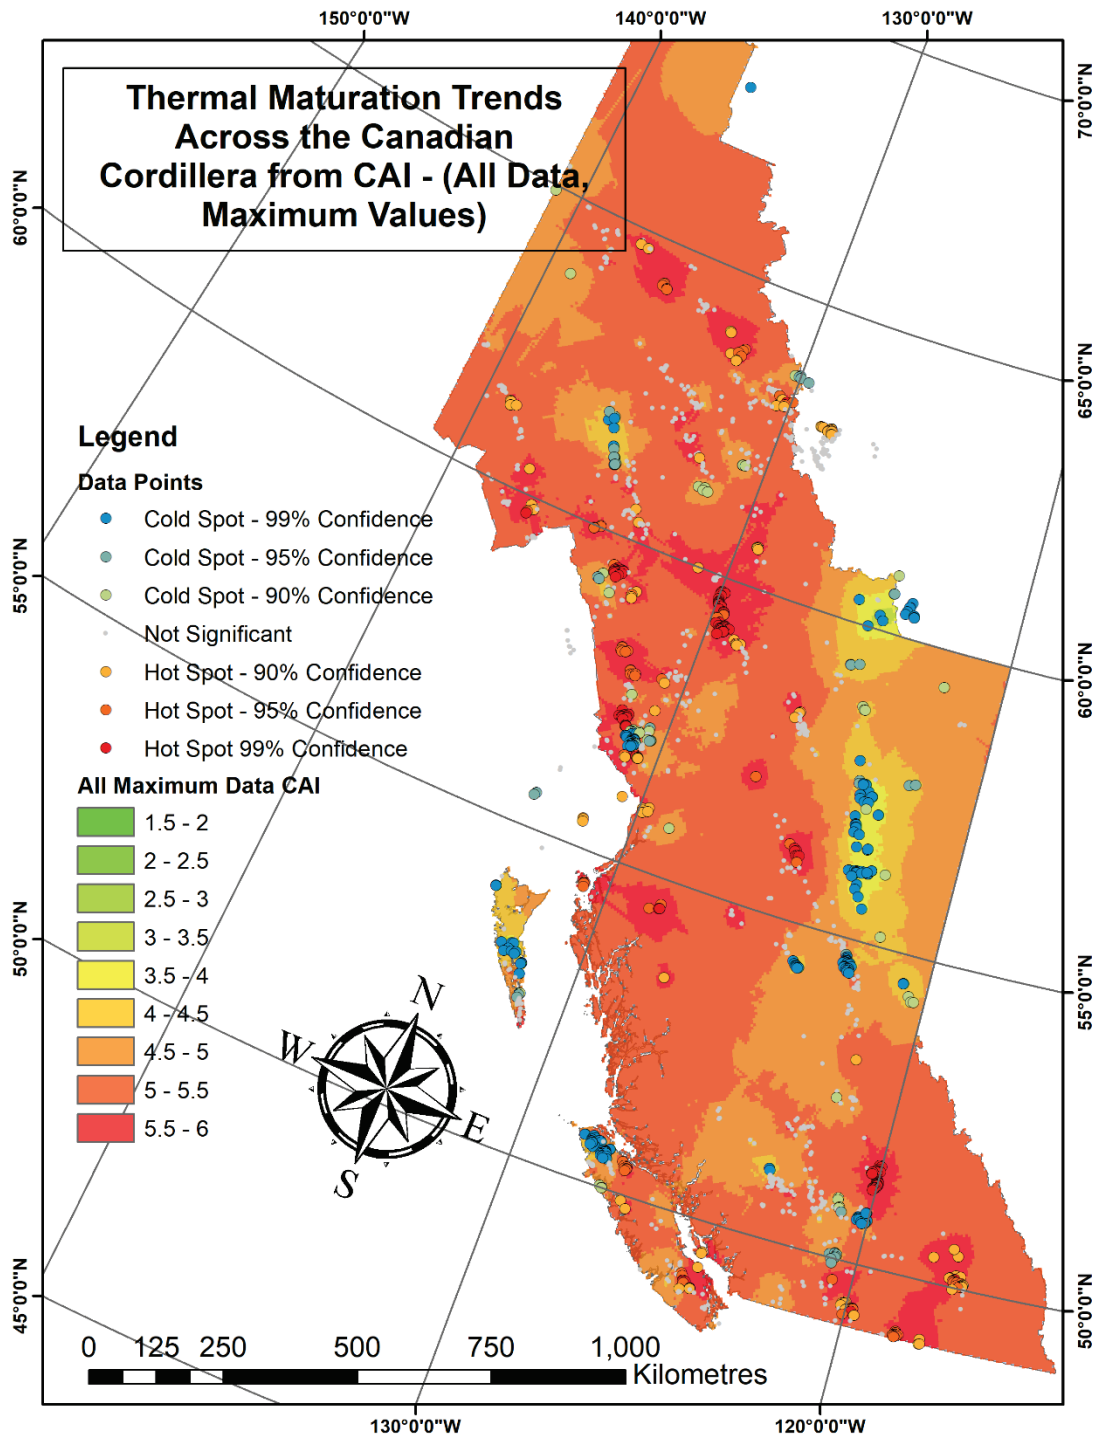 150°0'0"W
140°0'0"W
130°0'0"W
Thermal Maturation Trends
Across the Canadian
Cordillera from CAI - (All Data,
Maximum Values)
70°0'0"N
60°0'0"N
65°0'0"N
Legend
Data Points
Cold Spot - 99% Confidence
Cold Spot - 95% Confidence
Cold Spot - 90% Confidence
Not Significant
Hot Spot - 90% Confidence
Hot Spot - 95% Confidence
Hot Spot 99% Confidence
All Maximum Data CAI
1.5 - 2
2 - 2.5
2.5 - 3
3 - 3.5
3.5 - 4
4 - 4.5
4.5 - 5
5 - 5.5
5.5 - 6
55°0'0"N
60°0'0"N
50°0'0"N
55°0'0"N
N
W
E
S
45°0'0"N
50°0'0"N
0 125 250 500 750 1,000
Kilometres
130°0'0"W
120°0'0"W